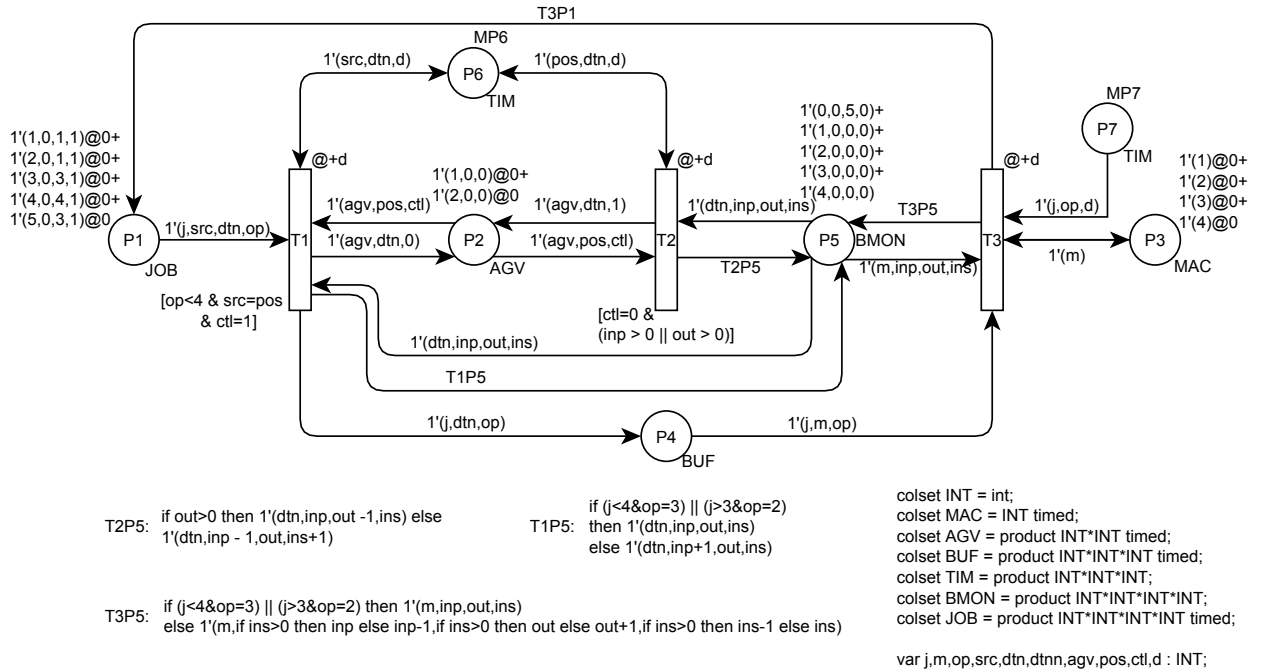 T3P1
MP6
1'(src,dtn,d)
P6
1'(pos,dtn,d)
TIM
MP7
P7
TIM
1'(0,0,5,0)+
1'(1,0,0,0)+
1'(2,0,0,0)+
1'(3,0,0,0)+
1'(4,0,0,0)
1'(1,0,1,1)@0+
1'(2,0,1,1)@0+
1'(3,0,3,1)@0+
1'(4,0,4,1)@0+
1'(5,0,3,1)@0
@+d
@+d
@+d
1'(1)@0+
1'(2)@0+
1'(3)@0+
1'(4)@0
1'(1,0,0)@0+
1'(2,0,0)@0
P1
JOB
1'(j,src,dtn,op)
T1
1'(agv,pos,ctl)
1'(agv,dtn,0)
P2
AGV
1'(agv,dtn,1)
1'(agv,pos,ctl)
T2
1'(dtn,inp,out,ins)
T2P5
P5
BMON
T3P5
1'(m,inp,out,ins)
T3
1'(j,op,d)
1'(m)
P3
MAC
[op<4 & src=pos
& ctl=1]
[ctl=0 &
(inp > 0 || out > 0)]
1'(dtn,inp,out,ins)
T1P5
1'(j,dtn,op)
P4
BUF
1'(j,m,op)
T2P5: if out>0 then 1'(dtn,inp,out -1,ins) else
1'(dtn,inp - 1,out,ins+1)
T1P5: if (j<4&op=3) || (j>3&op=2)
then 1'(dtn,inp,out,ins)
else 1'(dtn,inp+1,out,ins)
T3P5: if (j<4&op=3) || (j>3&op=2) then 1'(m,inp,out,ins)
else 1'(m,if ins>0 then inp else inp-1,if ins>0 then out else out+1,if ins>0 then ins-1 else ins)
colset INT = int;
colset MAC = INT timed;
colset AGV = product INT*INT timed;
colset BUF = product INT*INT*INT timed;
colset TIM = product INT*INT*INT;
colset BMON = product INT*INT*INT*INT;
colset JOB = product INT*INT*INT*INT timed;
var j,m,op,src,dtn,dtnn,agv,pos,ctl,d : INT;